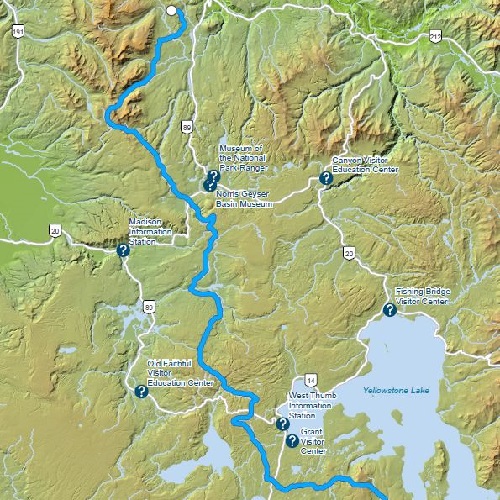 191
212
89
Museum of
the National
Park Ranger
Canyon Visitor
Education Center
Norris Geyser
Basin Museum
Madison
Information
Station
20
20
Fishing Bridge
Visitor Center
89
Old Faithful
Visitor
Education Center
14
Yellowstone Lake
West Thumb
Information
Station
Grant
Visitor
Center